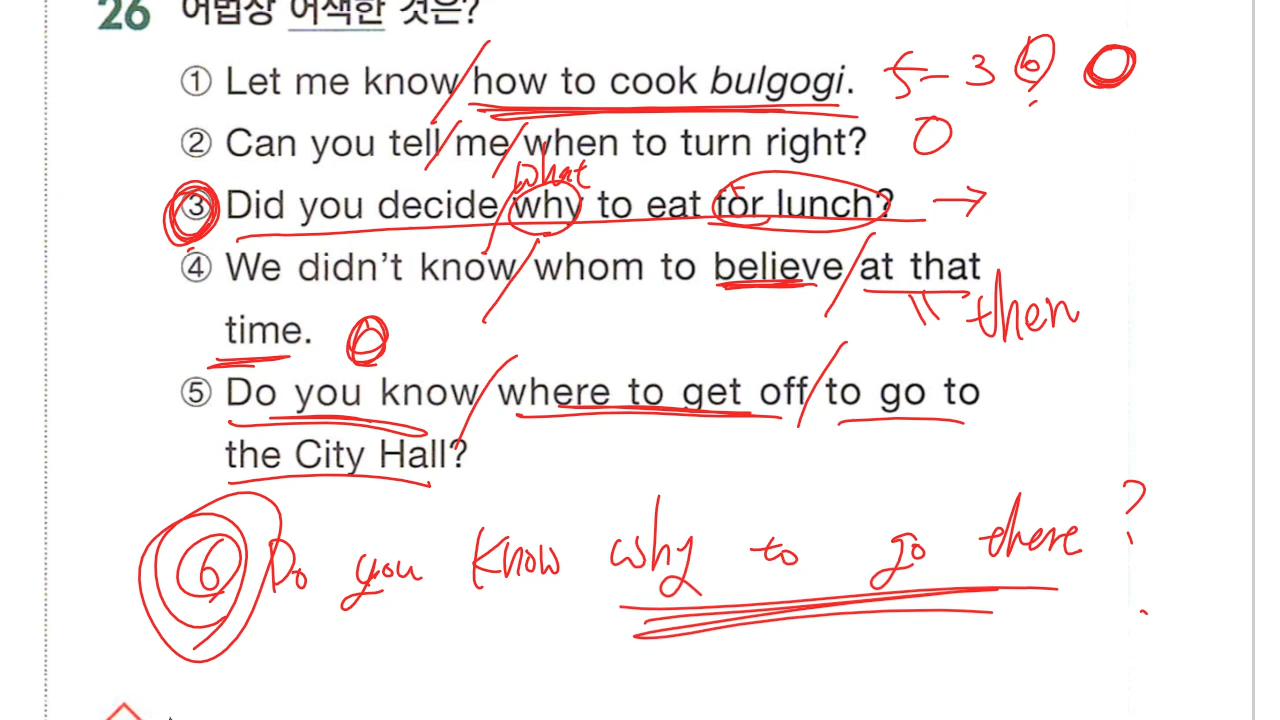 26 어법상 어색한 것은?
① Let me know how to cook bulgogi. 5-3 6
② Can you tell me when to turn right?
what
③ Did you decide why to eat for lunch? →
④ We didn't know whom to believe at that
time.
then
⑤ Do you know where to get off to go to
the City Hall?
⑥ Do you know why to go there?